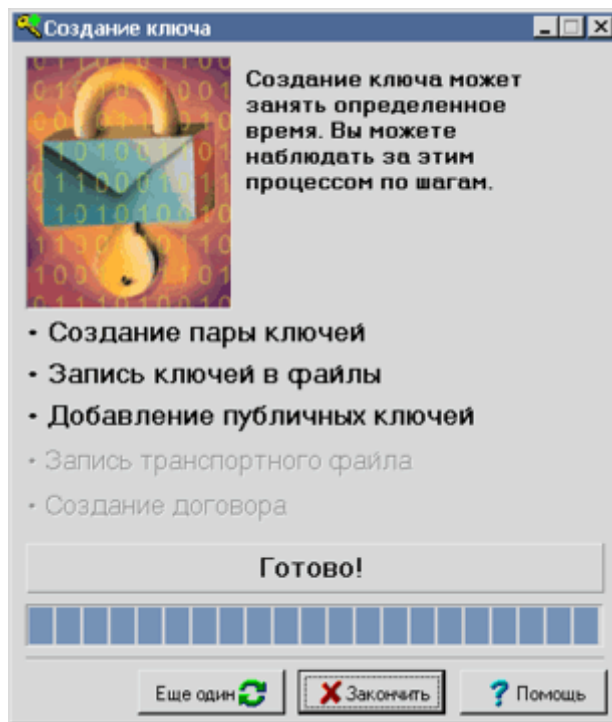 Создание ключа
Создание ключа может
занять определенное
время. Вы можете
наблюдать за этим
процессом по шагам.
• Создание пары ключей
• Запись ключей в файлы
• Добавление публичных ключей
• Запись транспортного файла
• Создание договора
Готово!
Еще один Закончить Помощь